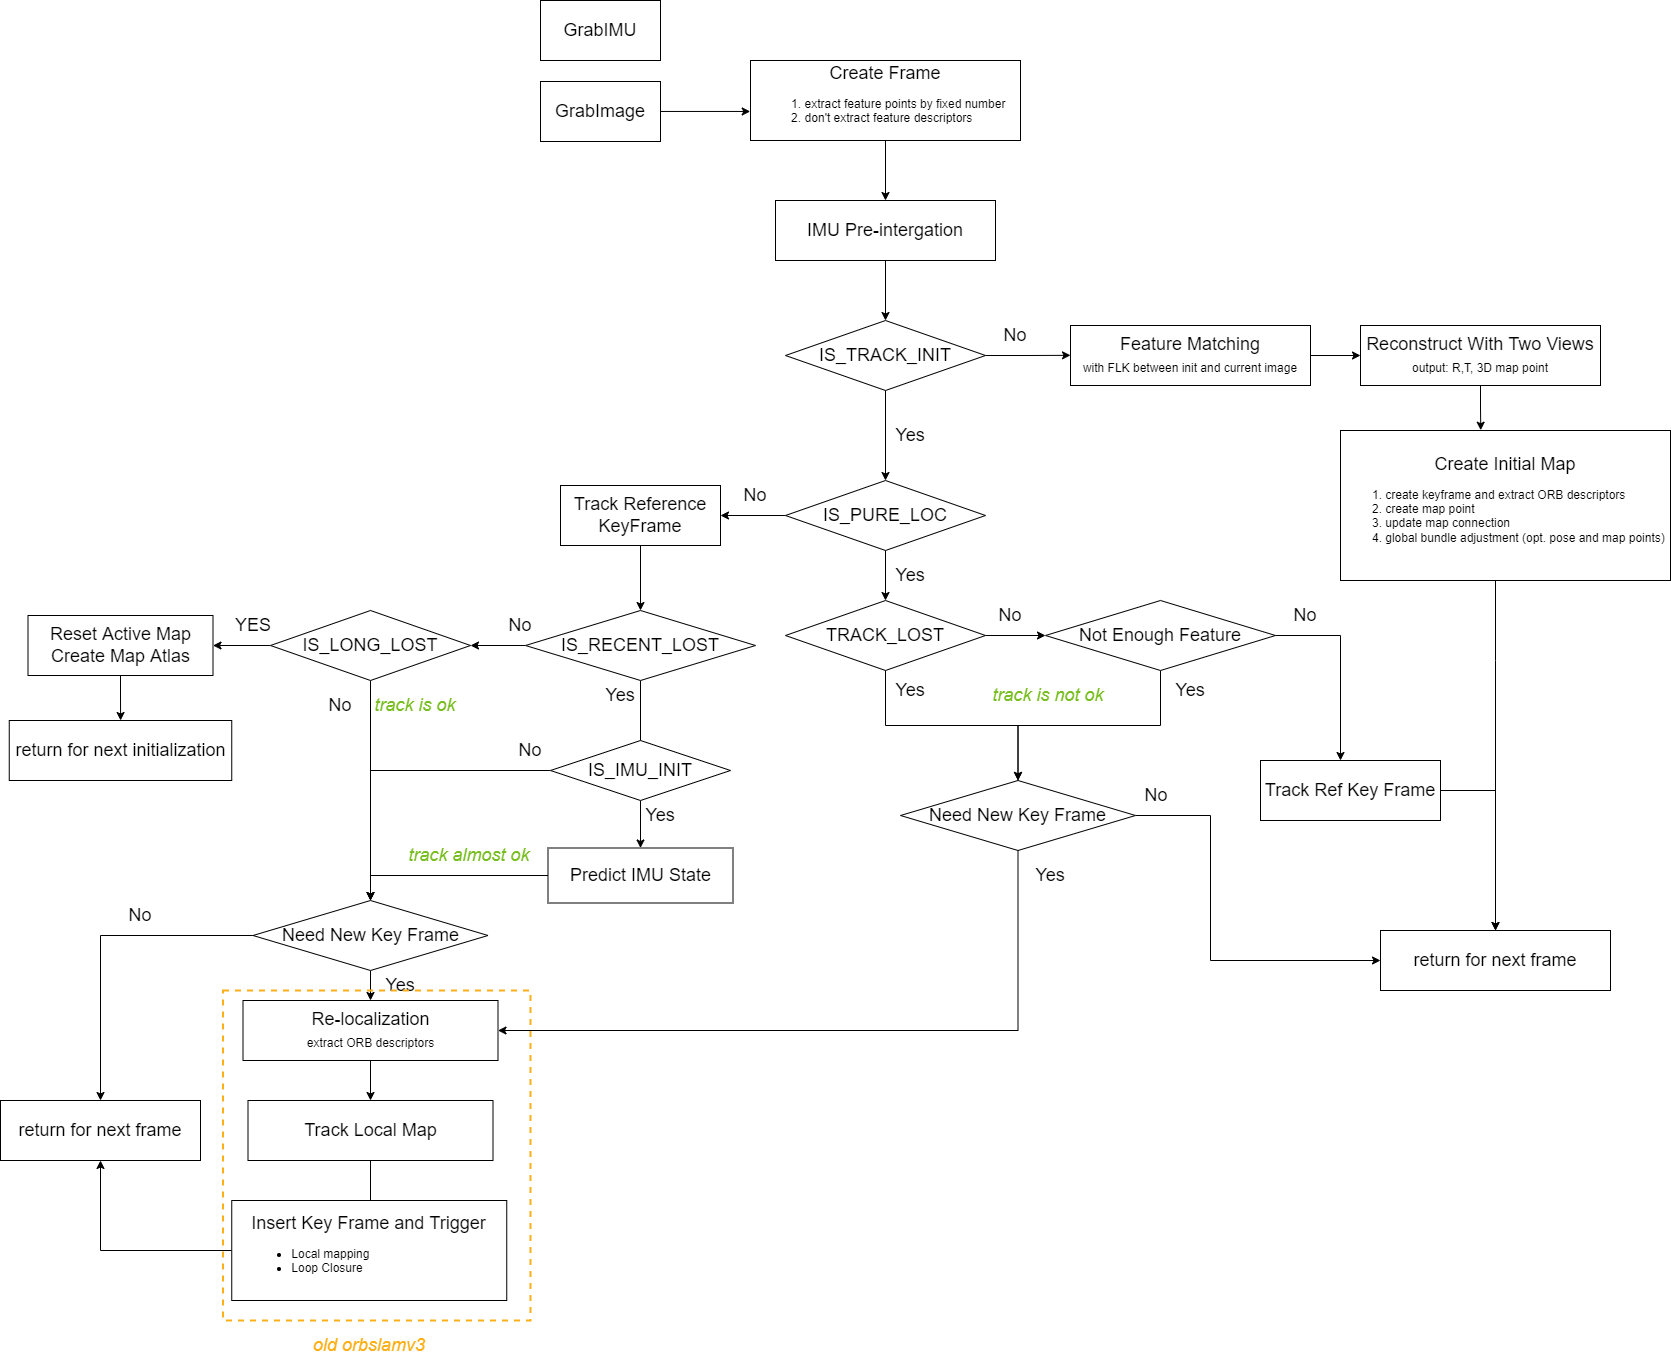 GrabIMU
GrabImage
Create Frame
1. extract feature points by fixed number
2. don't extract feature descriptors
IMU Pre-intergation
IS_TRACK_INIT
No
Feature Matching
with FLK between init and current image
Reconstruct With Two Views
output: R,T, 3D map point
Yes
Create Initial Map
1. create keyframe and extract ORB descriptors
2. create map point
3. update map connection
4. global bundle adjustment (opt. pose and map points)
Track Reference
KeyFrame
No
IS_PURE_LOC
Yes
Reset Active Map
Create Map Atlas
YES
IS_LONG_LOST
No
IS_RECENT_LOST
TRACK_LOST
No
Not Enough Feature
No
No
track is ok
Yes
Yes
track is not ok
Yes
return for next initialization
No
IS_IMU_INIT
Yes
Track Ref Key Frame
Need New Key Frame
No
track almost ok
Predict IMU State
Yes
No
Need New Key Frame
Yes
return for next frame
Re-localization
extract ORB descriptors
return for next frame
Track Local Map
Insert Key Frame and Trigger
• Local mapping
• Loop Closure
old orbslamv3